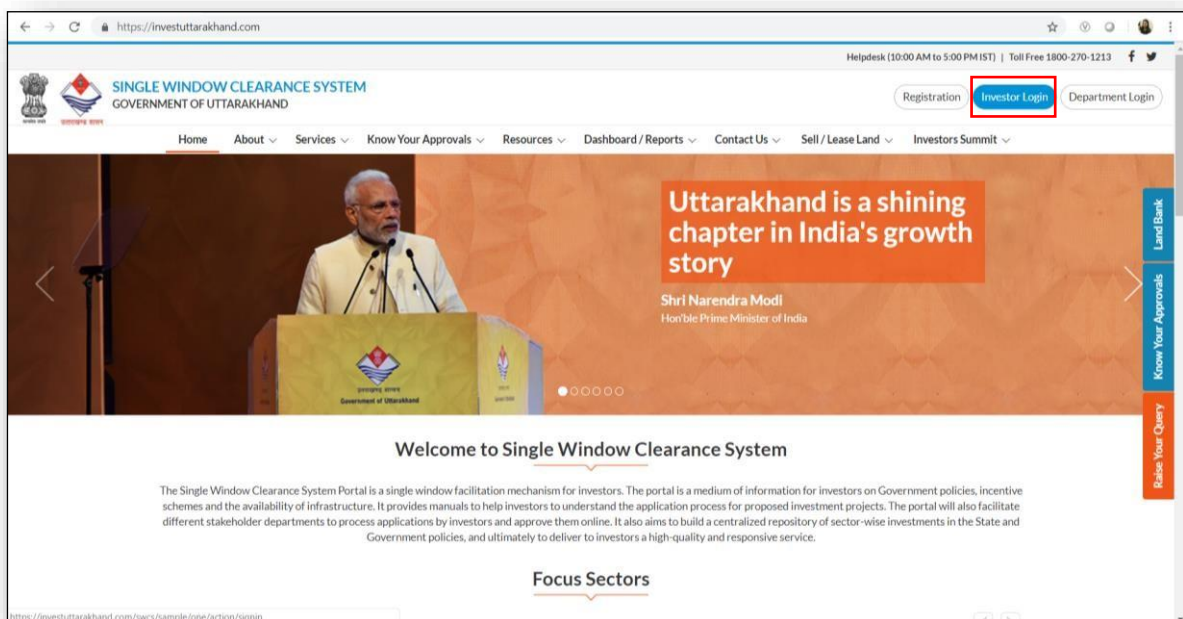 https://investuttarakhand.com
Helpdesk (10:00 AM to 5:00 PM IST) | Toll Free 1800-270-1213
SINGLE WINDOW CLEARANCE SYSTEM
GOVERNMENT OF UTTARAKHAND
Registration
Investor Login
Department Login
Home About Services Know Your Approvals Resources Dashboard / Reports Contact Us Sell / Lease Land Investors Summit
Uttarakhand is a shining
chapter in India's growth
story
Shri Narendra Modi
Hon'ble Prime Minister of India
Government of Uttarakhand
Land Bank
Know Your Approvals
Raise Your Query
Welcome to Single Window Clearance System
The Single Window Clearance System Portal is a single window facilitation mechanism for investors. The portal is a medium of information for investors on Government policies, incentive
schemes and the availability of infrastructure. It provides manuals to help investors to understand the application process for proposed investment projects. The portal will also facilitate
different stakeholder departments to process applications by investors and approve them online. It also aims to build a centralized repository of sector-wise investments in the State and
Government policies, and ultimately to deliver to investors a high-quality and responsive service.
Focus Sectors
https://investuttarakhand.com/swcs/sample/one/action/signin